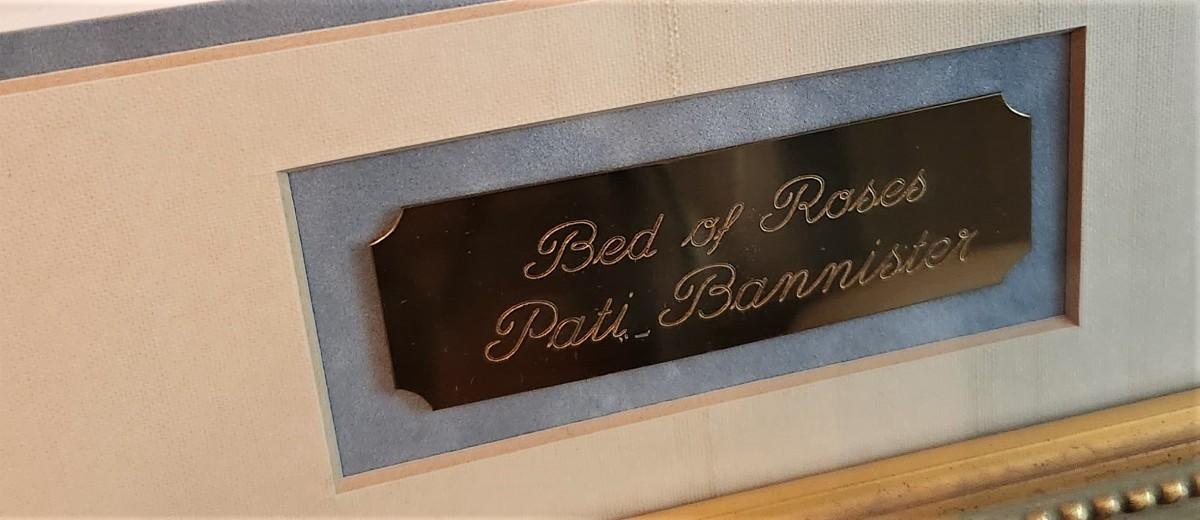 Bed of Roses
Pati Bannister